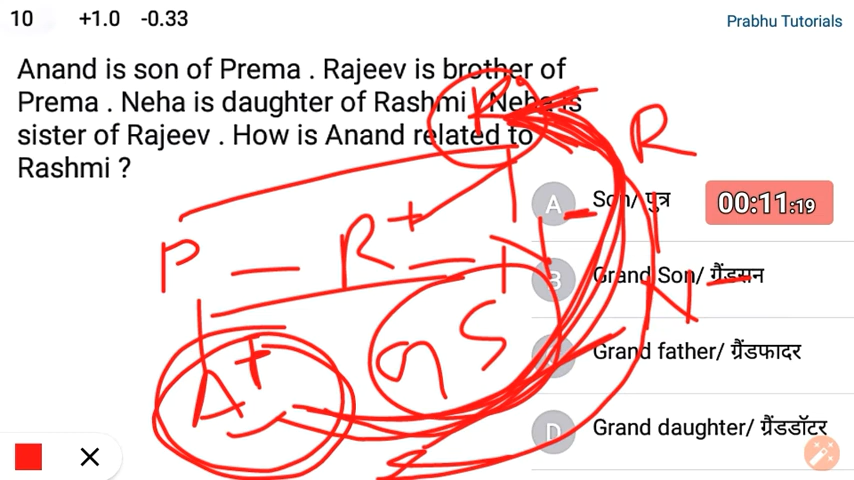 10 +1.0 -0.33 Prabhu Tutorials
Anand is son of Prema . Rajeev is brother of
Prema . Neha is daughter of Rashmi . Neha is
sister of Rajeev . How is Anand related to
Rashmi ?
R
R
A Son/ पुत्र 00:11:19
P — R+ — N-
B Grand Son/ ग्रैंडसन
N-
Grand father/ ग्रैंडफादर
A+ GS
D Grand daughter/ ग्रैंडडॉटर